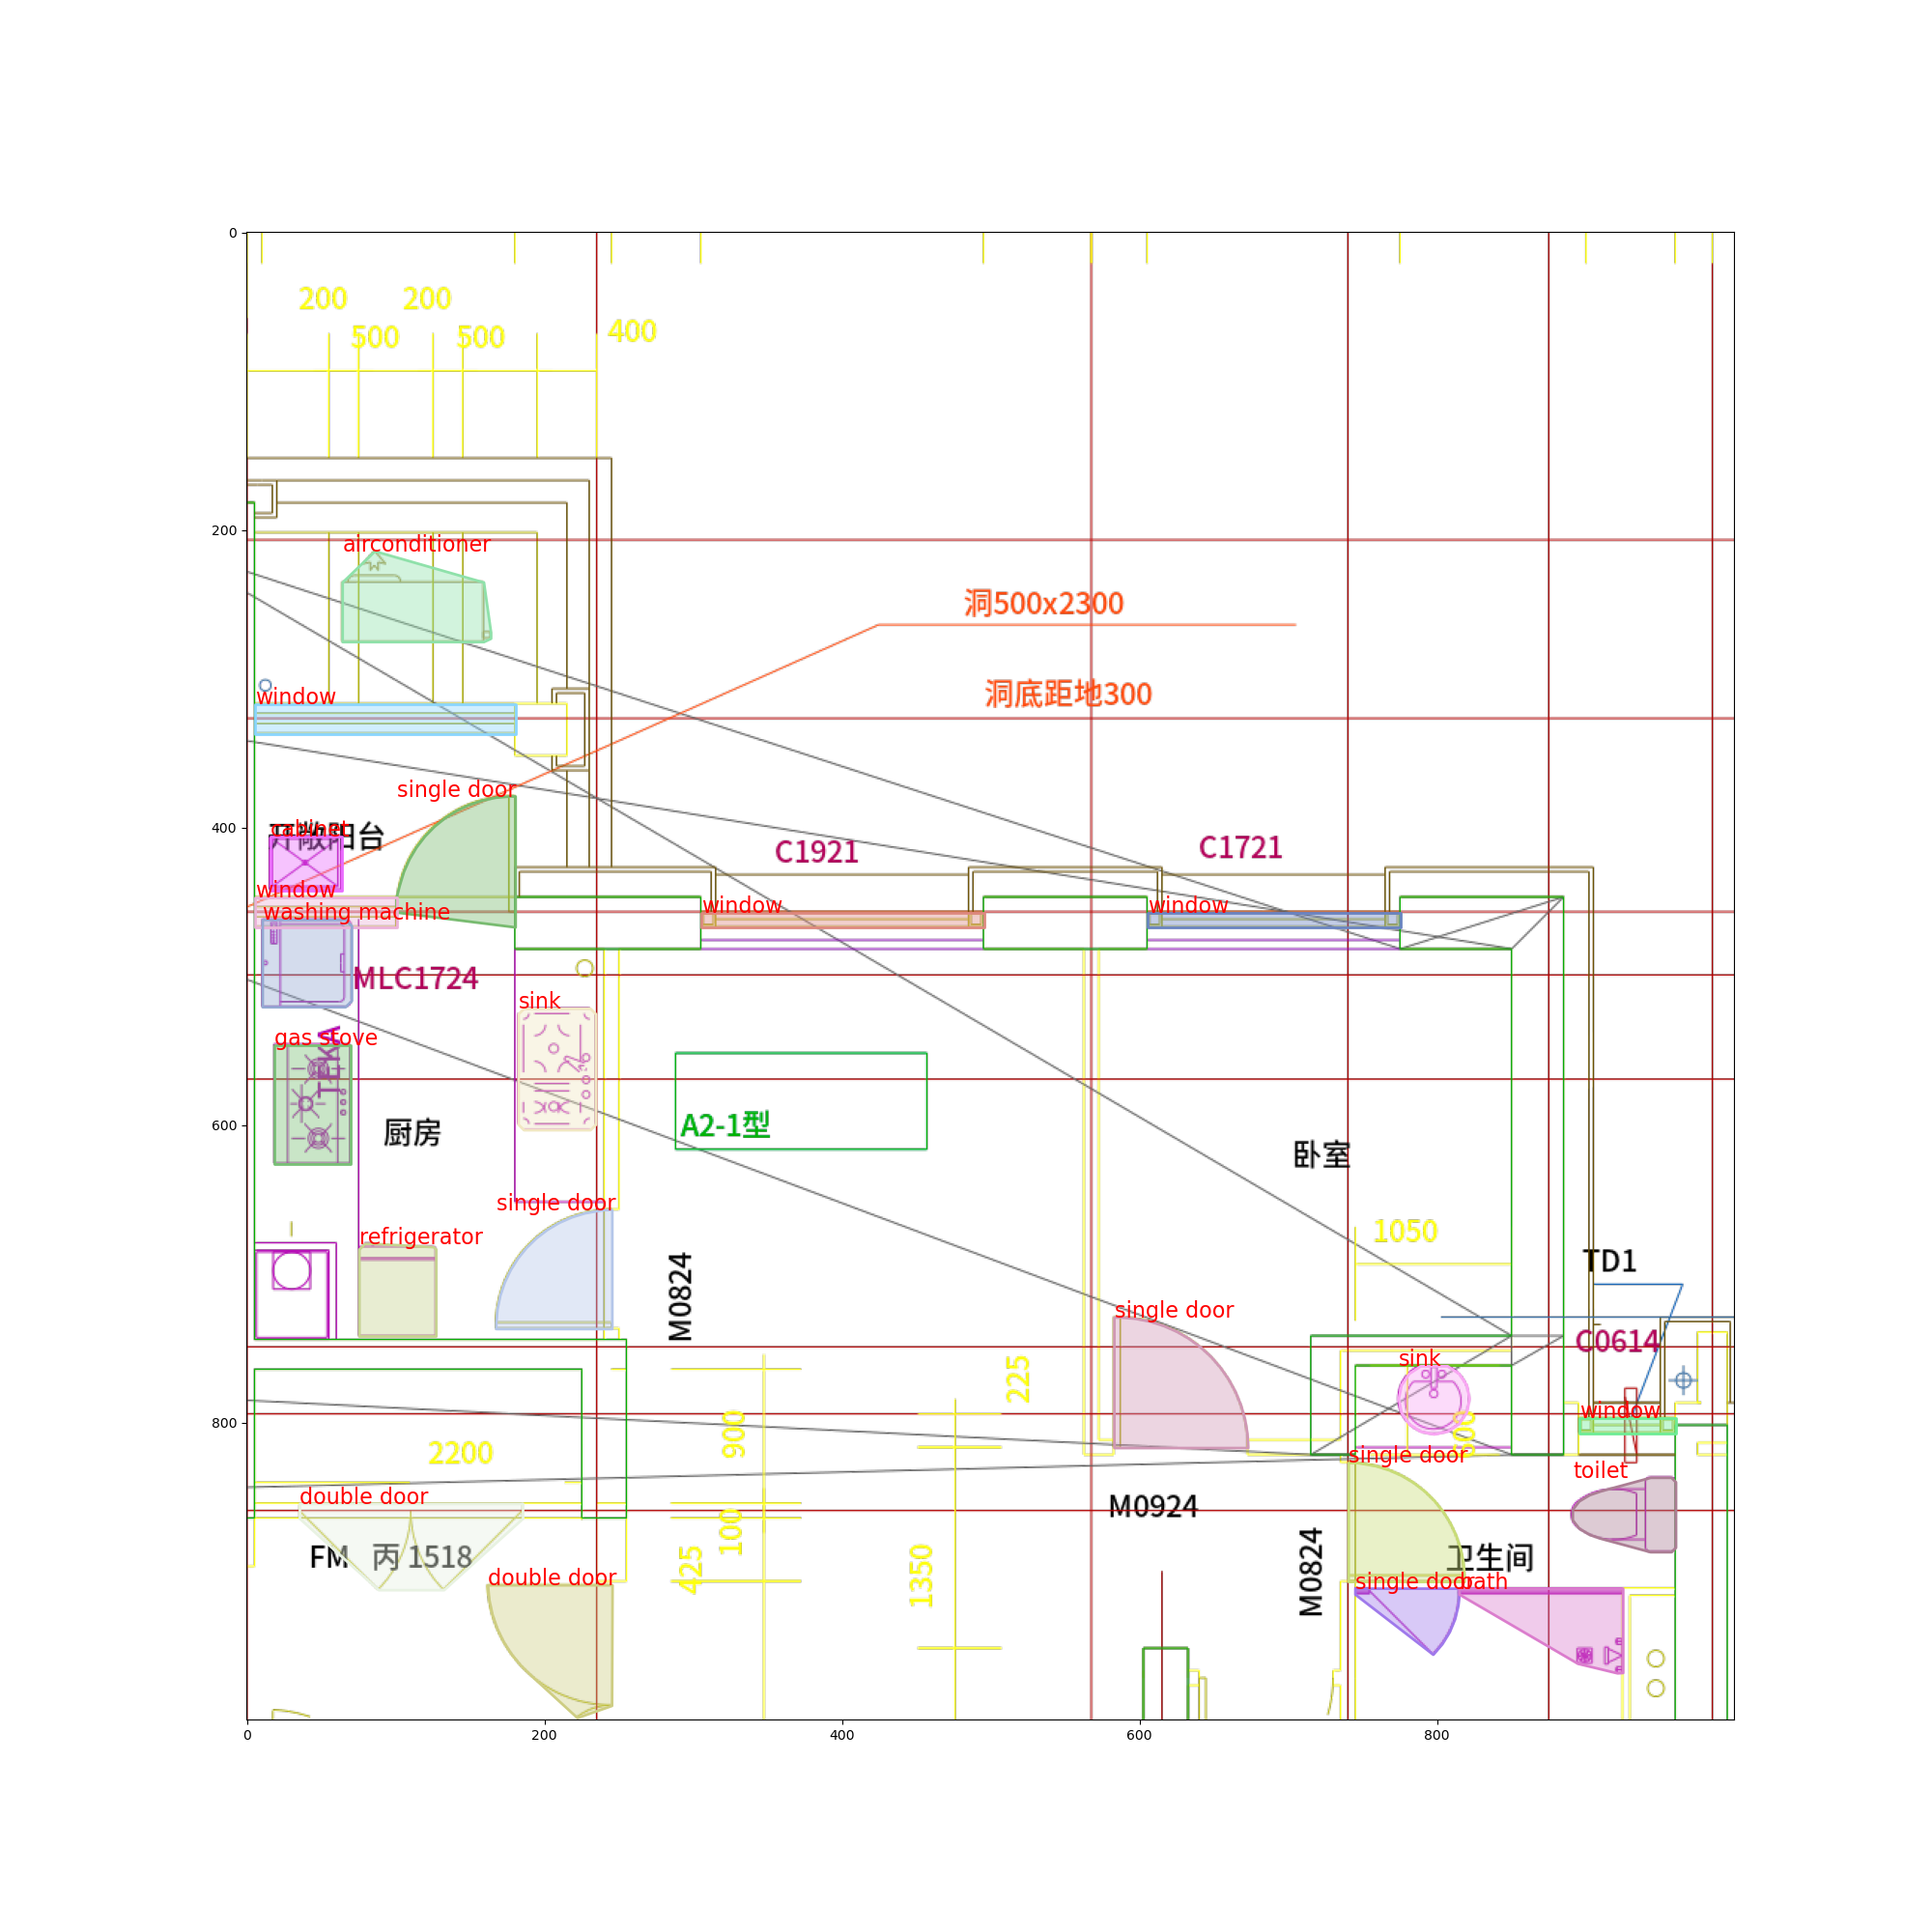 0
200
200
500
500
400
200
airconditioner
洞500x2300
window
洞底距地300
single door
400
开敞阳台
cabinet
C1921
C1721
window
washing machine
window
window
MLC1724
sink
gas stove
TEKA
600
厨房
A2-1型
卧室
single door
refrigerator
1050
M0824
TD1
single door
C0614
sink
225
800
900
window
2200
600
single door
toilet
double door
M0924
100
FM 丙 1518
425
1350
M0824
卫生间
double door
single door
bath
0
200
400
600
800